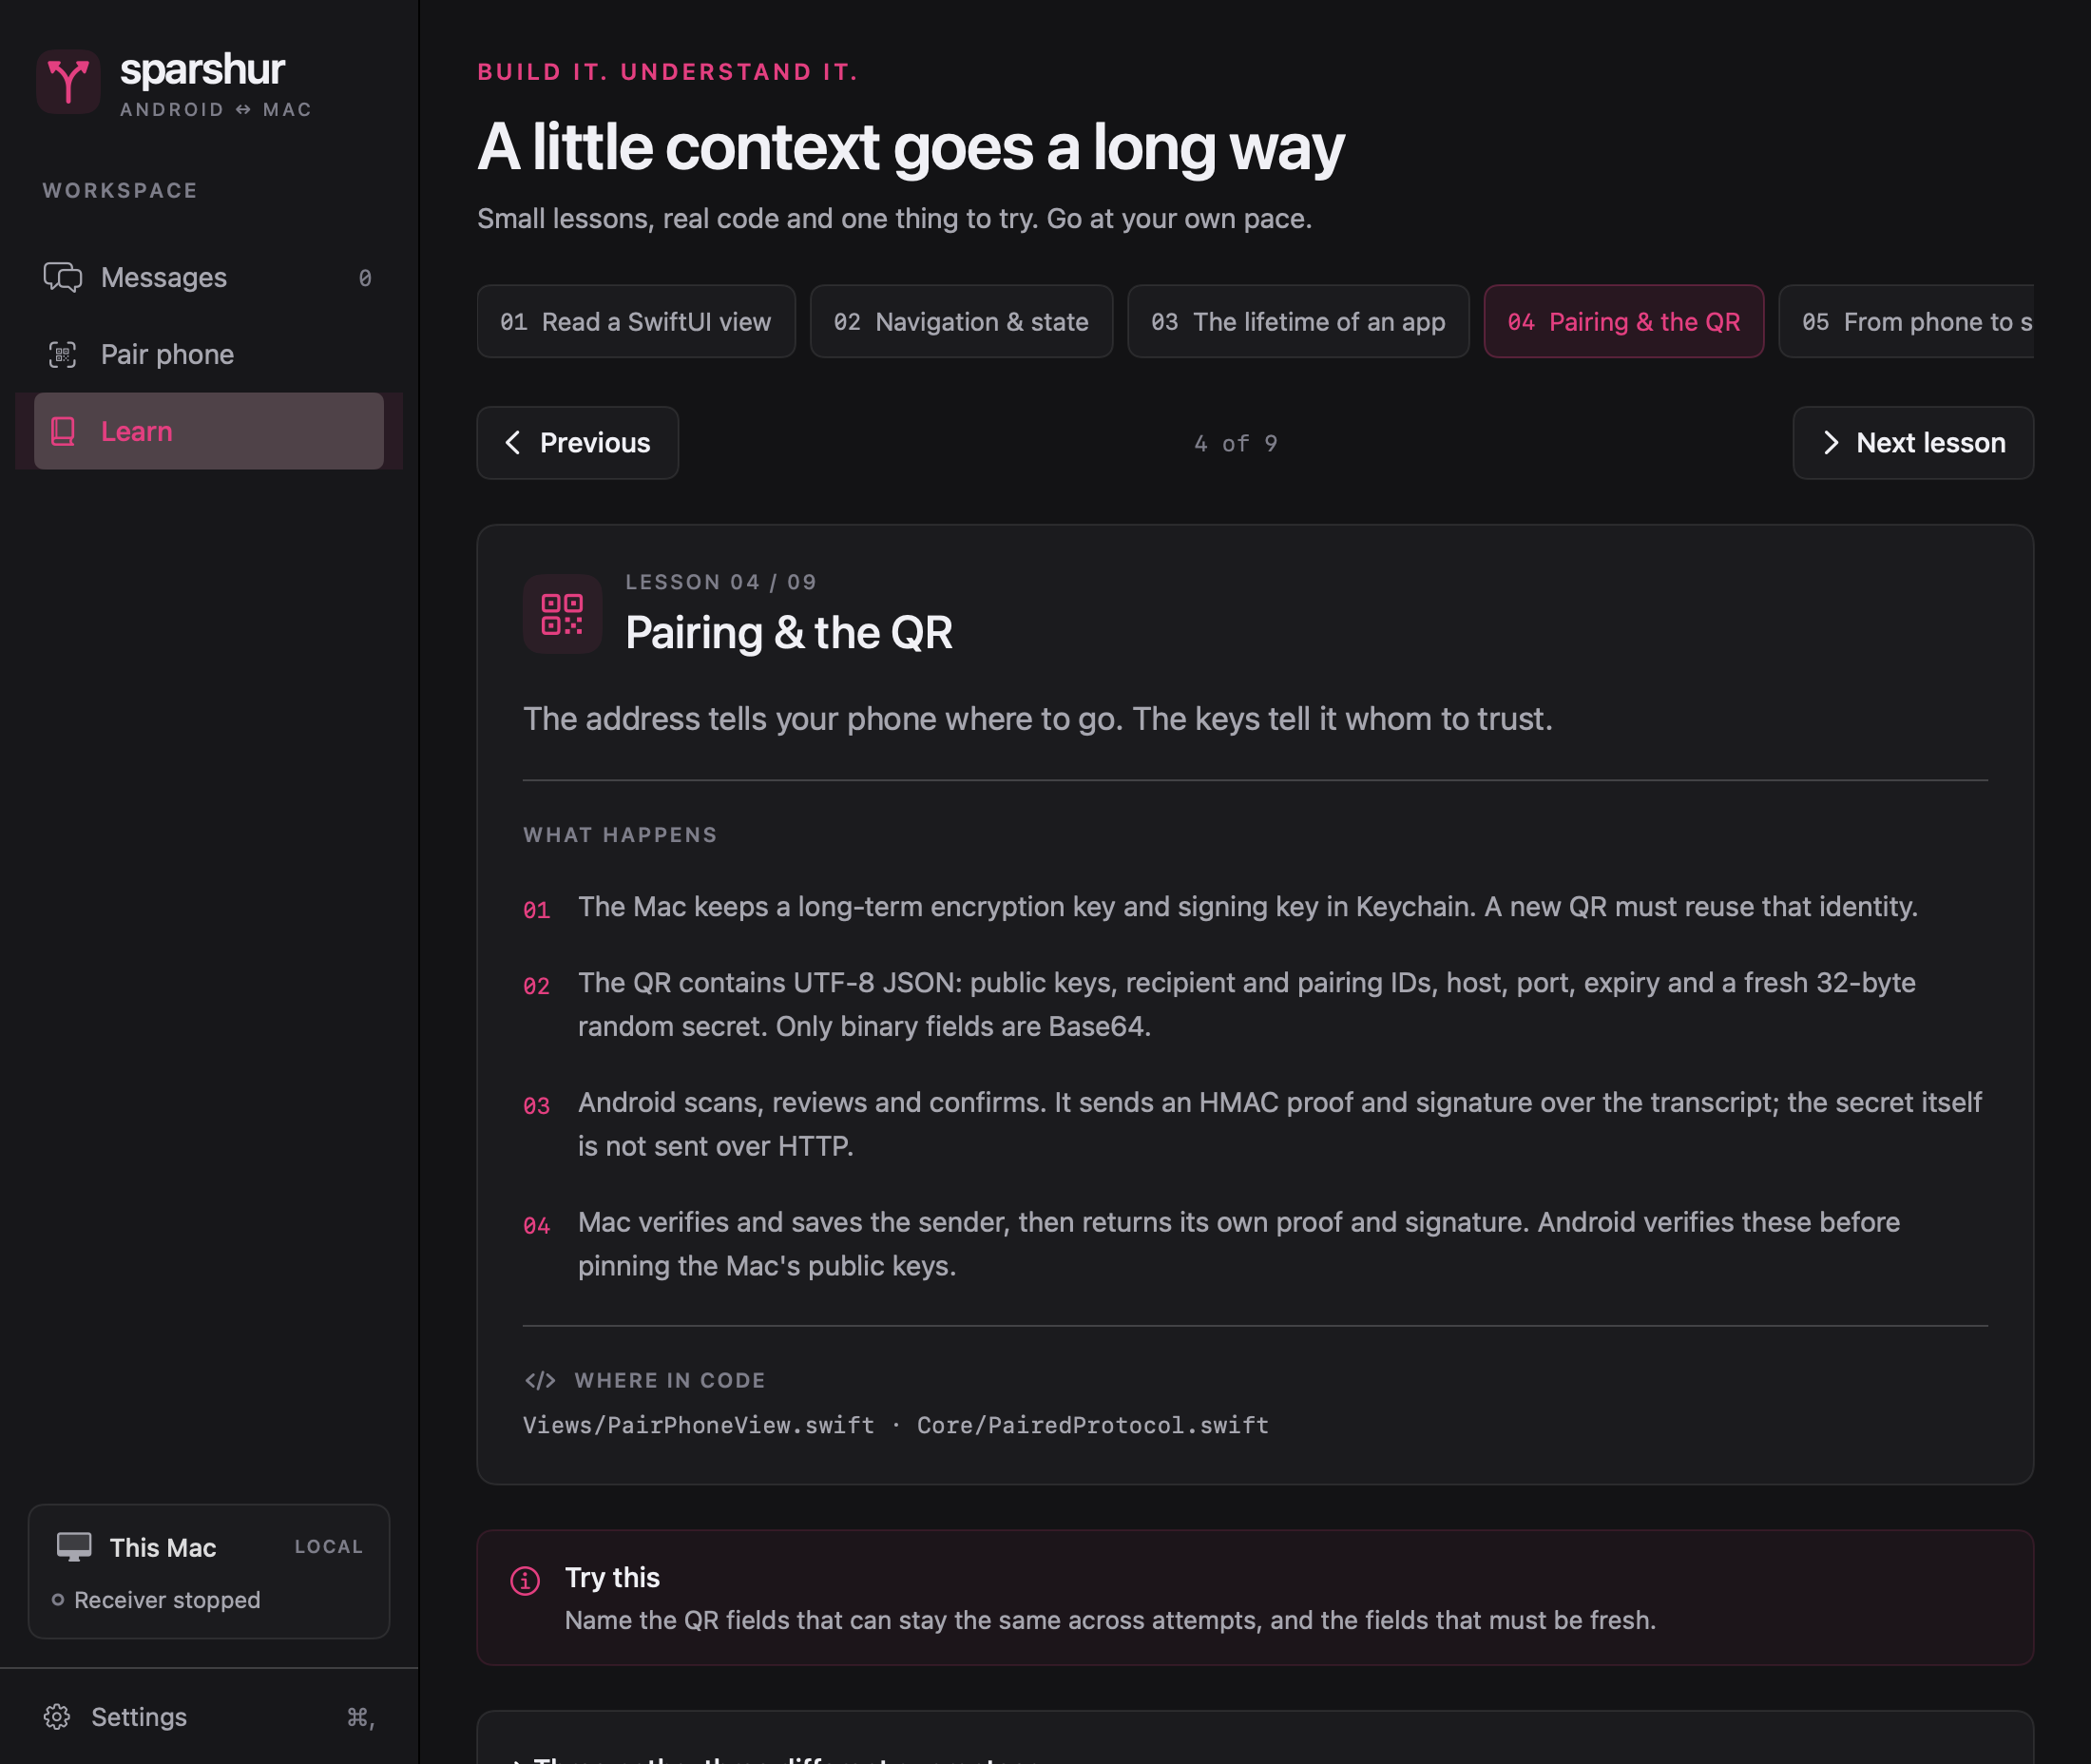 sparshur
ANDROID ↔ MAC
WORKSPACE
Messages 0
Pair phone
Learn
This Mac LOCAL
Receiver stopped
Settings ⌘,
BUILD IT. UNDERSTAND IT.
A little context goes a long way
Small lessons, real code and one thing to try. Go at your own pace.
01 Read a SwiftUI view
02 Navigation & state
03 The lifetime of an app
04 Pairing & the QR
05 From phone to s
Previous
4 of 9
Next lesson
LESSON 04 / 09
Pairing & the QR
The address tells your phone where to go. The keys tell it whom to trust.
WHAT HAPPENS
01 The Mac keeps a long-term encryption key and signing key in Keychain. A new QR must reuse that identity.
02 The QR contains UTF-8 JSON: public keys, recipient and pairing IDs, host, port, expiry and a fresh 32-byte
random secret. Only binary fields are Base64.
03 Android scans, reviews and confirms. It sends an HMAC proof and signature over the transcript; the secret itself
is not sent over HTTP.
04 Mac verifies and saves the sender, then returns its own proof and signature. Android verifies these before
pinning the Mac's public keys.
</> WHERE IN CODE
Views/PairPhoneView.swift · Core/PairedProtocol.swift
Try this
Name the QR fields that can stay the same across attempts, and the fields that must be fresh.